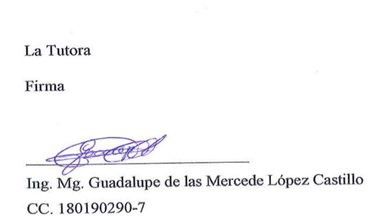 La Tutora
Firma
Ing. Mg. Guadalupe de las Mercede López Castillo
CC. 180190290-7